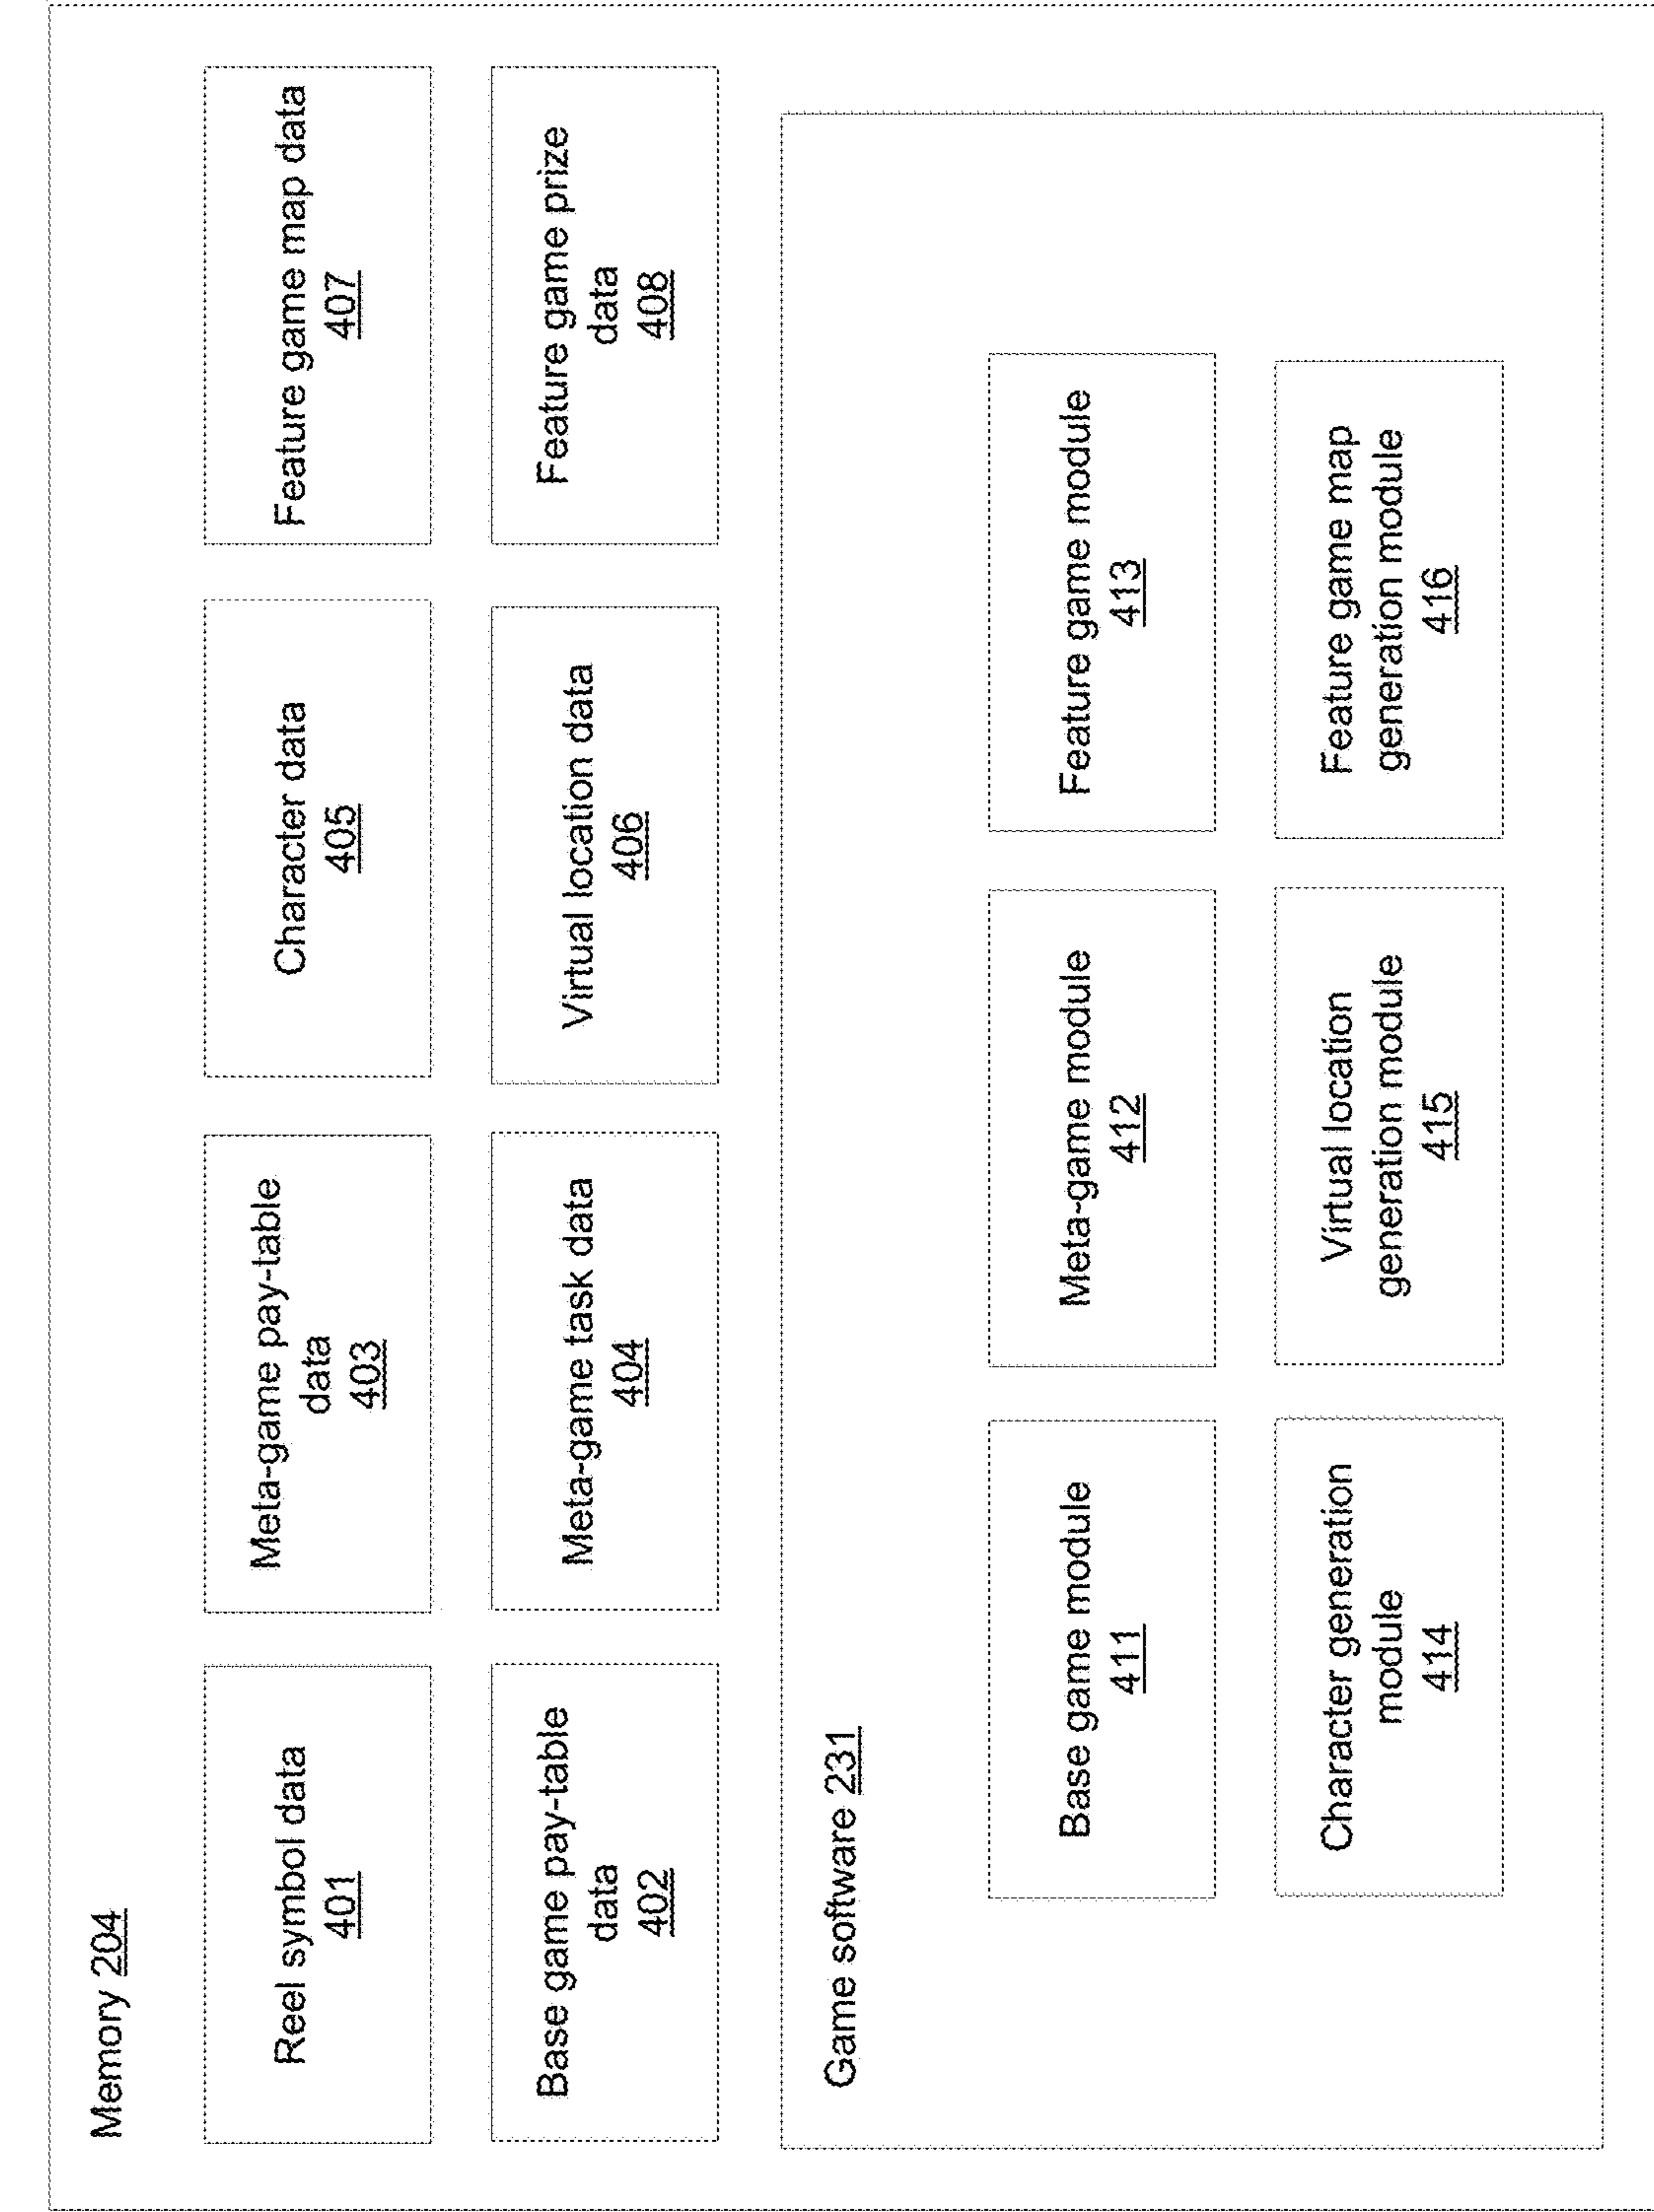 Memory 204
Reel symbol data
401
Meta-game pay-table
data
403
Character data
405
Feature game map data
407
Base game pay-table
data
402
Meta-game task data
404
Virtual location data
406
Feature game prize
data
408
Game software 231
Base game module
411
Meta-game module
412
Feature game module
413
Character generation
module
414
Virtual location
generation module
415
Feature game map
generation module
416